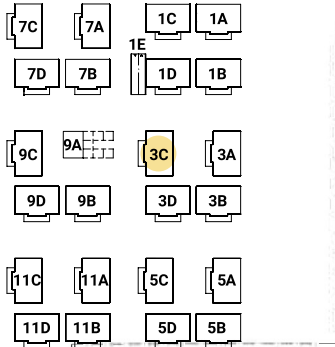 7C 7A 1C 1A
1E
7D 7B 1D 1B
9A
9C 3C 3A
9D 9B 3D 3B
11C 11A 5C 5A
11D 11B 5D 5B